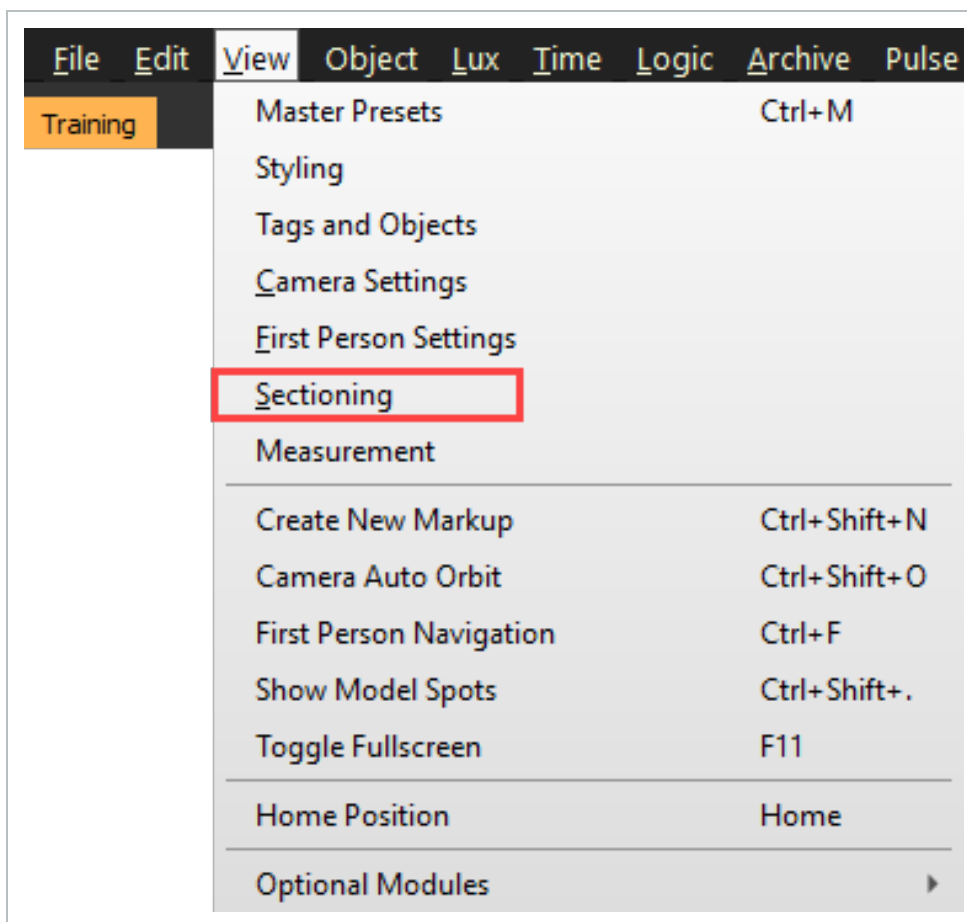 File Edit View Object Lux Time Logic Archive Pulse
Training
Master Presets Ctrl+M
Styling
Tags and Objects
Camera Settings
First Person Settings
Sectioning
Measurement
Create New Markup Ctrl+Shift+N
Camera Auto Orbit Ctrl+Shift+O
First Person Navigation Ctrl+F
Show Model Spots Ctrl+Shift+.
Toggle Fullscreen F11
Home Position Home
Optional Modules